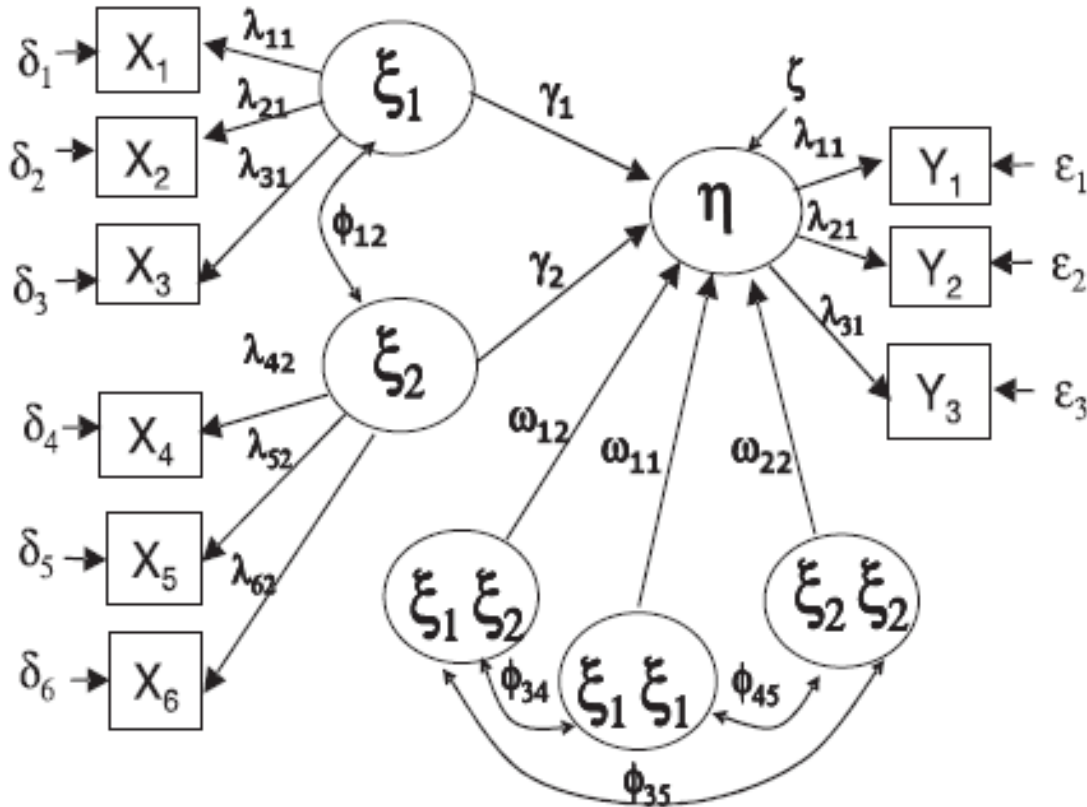 δ₁ X₁ λ₁₁ ξ₁ γ₁ ζ
δ₂ X₂ λ₂₁ λ₁₁ Y₁ ε₁
δ₃ X₃ λ₃₁ η λ₂₁ Y₂ ε₂
ϕ₁₂ γ₂ λ₃₁ Y₃ ε₃
δ₄ X₄ λ₄₂ ξ₂
δ₅ X₅ λ₅₂ ω₁₂ ω₁₁ ω₂₂
δ₆ X₆ λ₆₂
ξ₁ ξ₂ ξ₁ ξ₁ ξ₂ ξ₂
ϕ₃₄ ϕ₄₅
ϕ₃₅